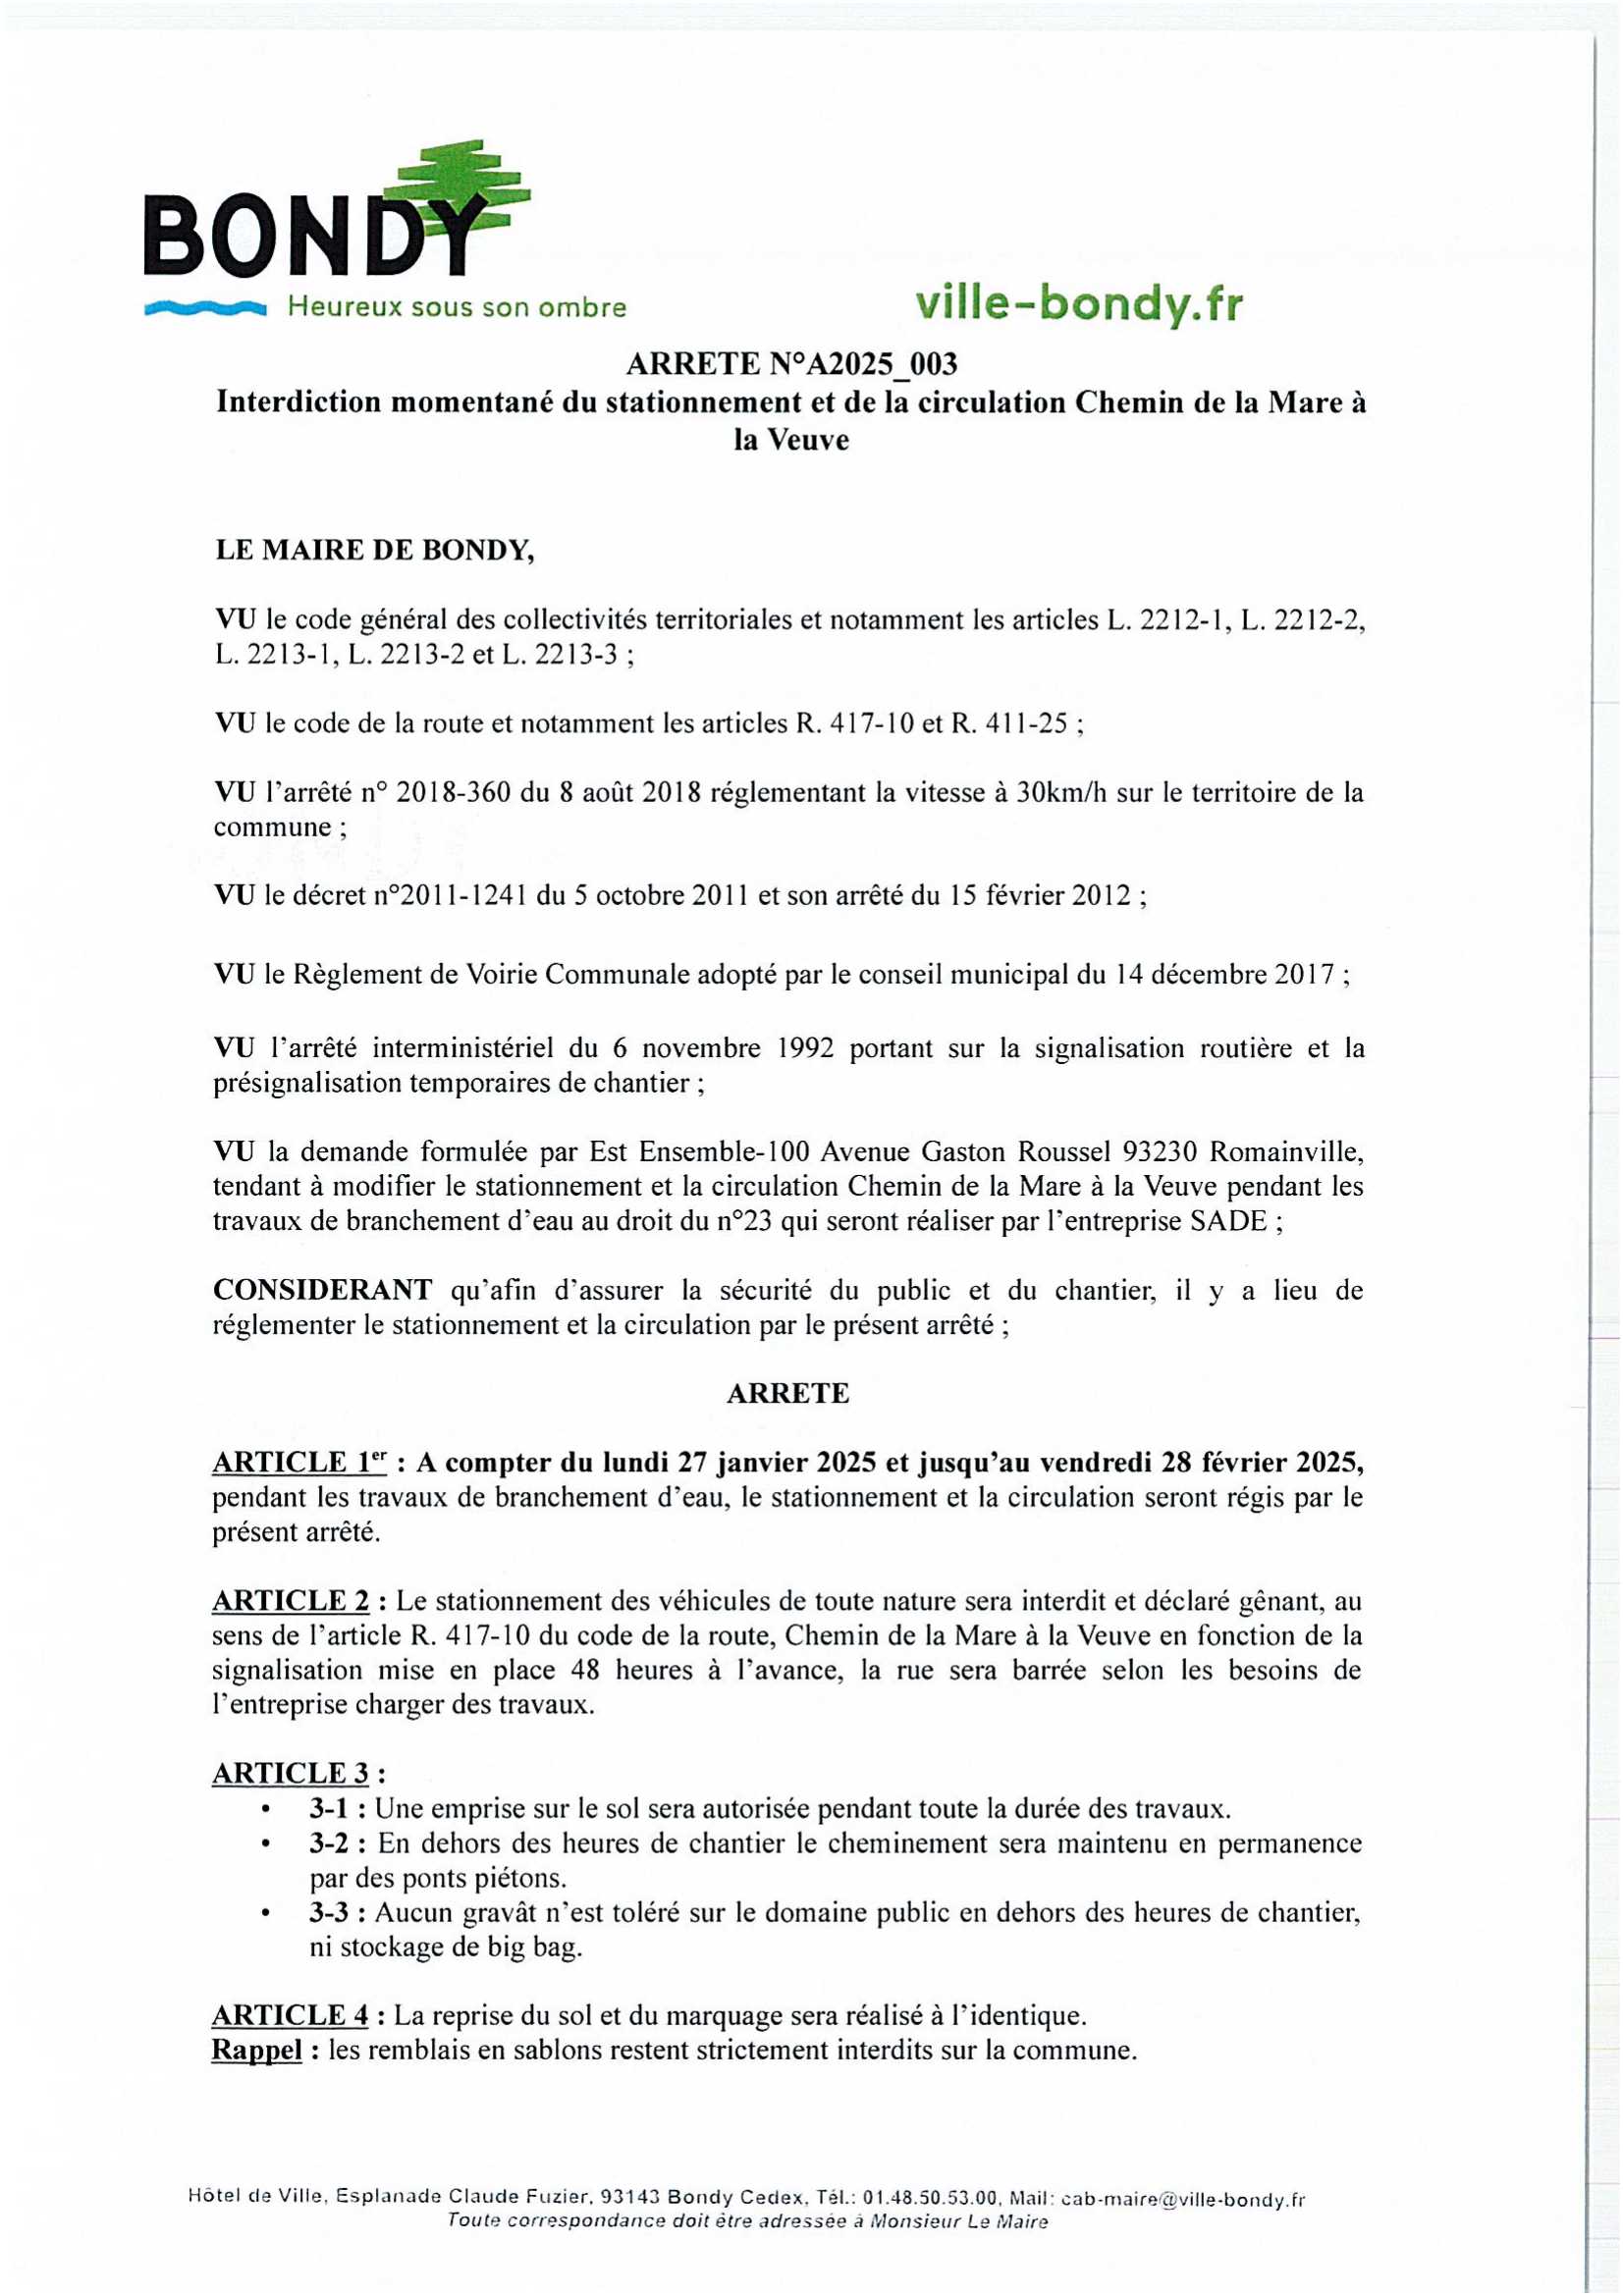 BONDY
Heureux sous son ombre
ville-bondy.fr
ARRETE N°A2025_003
Interdiction momentané du stationnement et de la circulation Chemin de la Mare à
la Veuve
LE MAIRE DE BONDY,
VU le code général des collectivités territoriales et notamment les articles L. 2212-1, L. 2212-2,
L. 2213-1, L. 2213-2 et L. 2213-3 ;
VU le code de la route et notamment les articles R. 417-10 et R. 411-25 ;
VU l'arrêté n° 2018-360 du 8 août 2018 réglementant la vitesse à 30km/h sur le territoire de la
commune ;
VU le décret n°2011-1241 du 5 octobre 2011 et son arrêté du 15 février 2012 ;
VU le Règlement de Voirie Communale adopté par le conseil municipal du 14 décembre 2017 ;
VU l'arrêté interministériel du 6 novembre 1992 portant sur la signalisation routière et la
présignalisation temporaires de chantier ;
VU la demande formulée par Est Ensemble-100 Avenue Gaston Roussel 93230 Romainville,
tendant à modifier le stationnement et la circulation Chemin de la Mare à la Veuve pendant les
travaux de branchement d'eau au droit du n°23 qui seront réaliser par l'entreprise SADE ;
CONSIDERANT qu'afin d'assurer la sécurité du public et du chantier, il y a lieu de
réglementer le stationnement et la circulation par le présent arrêté ;
ARRETE
ARTICLE 1er : A compter du lundi 27 janvier 2025 et jusqu'au vendredi 28 février 2025,
pendant les travaux de branchement d'eau, le stationnement et la circulation seront régis par le
présent arrêté.
ARTICLE 2 : Le stationnement des véhicules de toute nature sera interdit et déclaré gênant, au
sens de l'article R. 417-10 du code de la route, Chemin de la Mare à la Veuve en fonction de la
signalisation mise en place 48 heures à l'avance, la rue sera barrée selon les besoins de
l'entreprise charger des travaux.
ARTICLE 3 :
• 3-1 : Une emprise sur le sol sera autorisée pendant toute la durée des travaux.
• 3-2 : En dehors des heures de chantier le cheminement sera maintenu en permanence
par des ponts piétons.
• 3-3 : Aucun gravât n'est toléré sur le domaine public en dehors des heures de chantier,
ni stockage de big bag.
ARTICLE 4 : La reprise du sol et du marquage sera réalisé à l'identique.
Rappel : les remblais en sablons restent strictement interdits sur la commune.
Hôtel de Ville, Esplanade Claude Fuzier, 93143 Bondy Cedex, Tél.: 01.48.50.53.00, Mail: cab-maire@ville-bondy.fr
Toute correspondance doit être adressée à Monsieur Le Maire